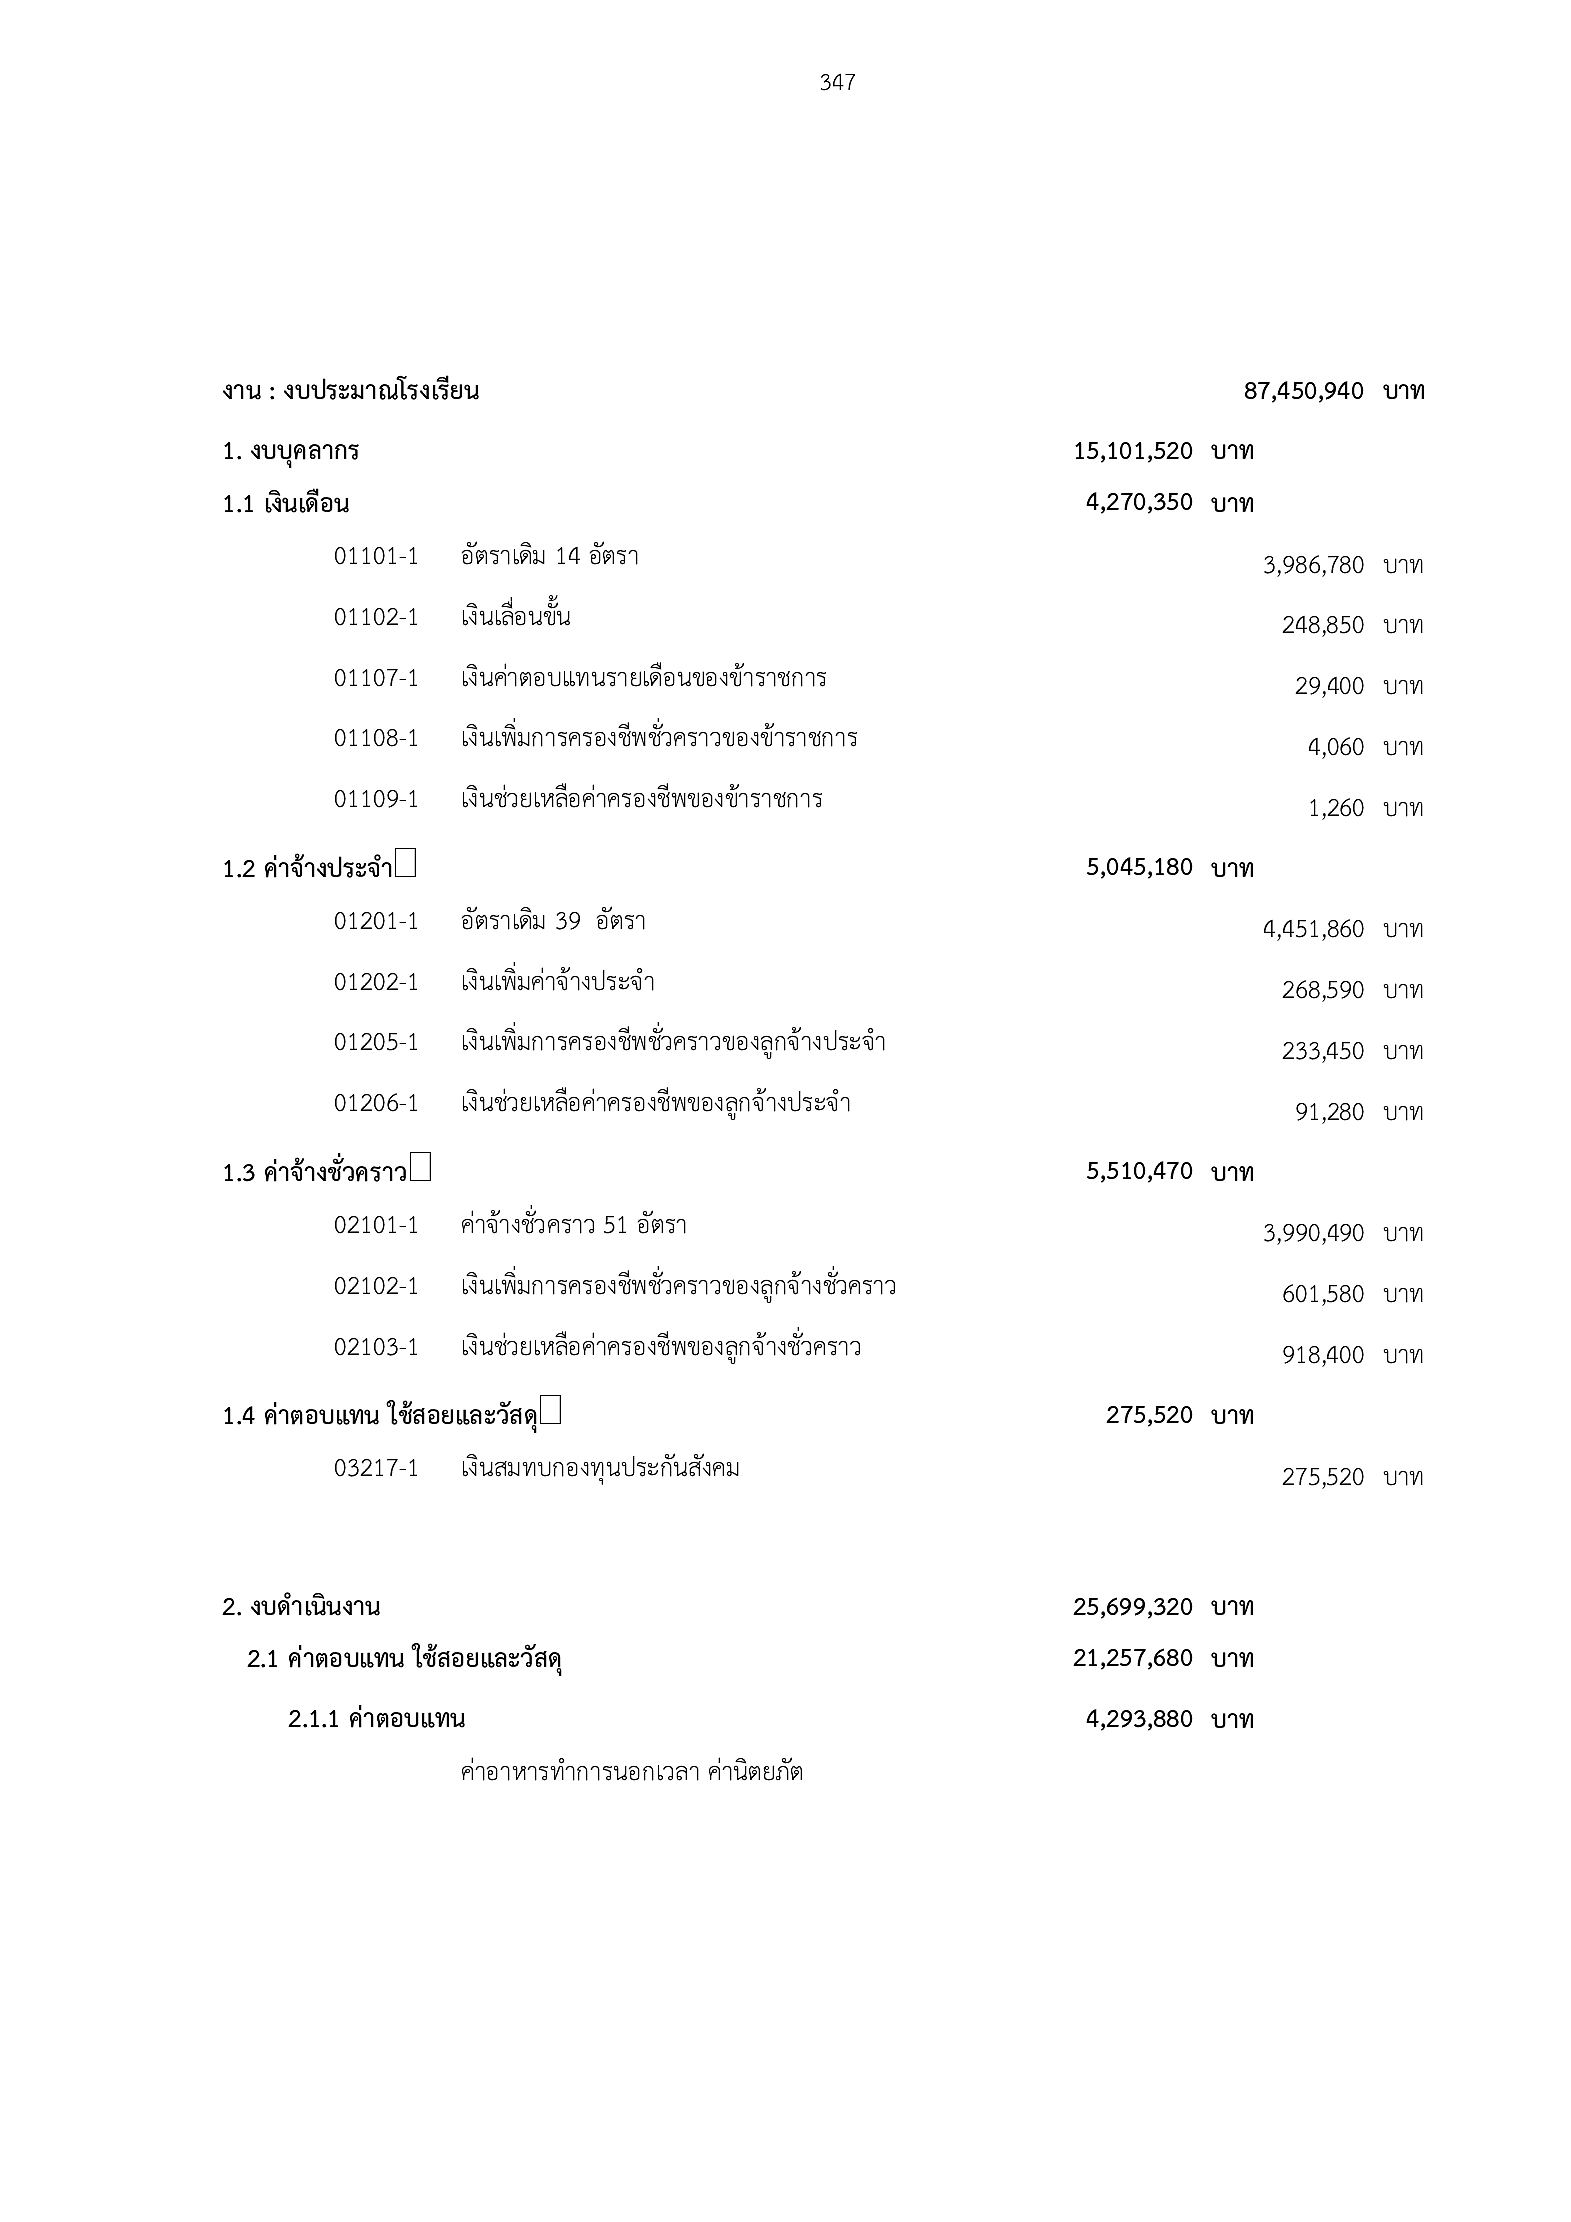 347
งาน : งบประมาณโรงเรียน 87,450,940 บาท
1. งบบุคลากร 15,101,520 บาท
1.1 เงินเดือน 4,270,350 บาท
01101-1 อัตราเดิม 14 อัตรา 3,986,780 บาท
01102-1 เงินเลื่อนขั้น 248,850 บาท
01107-1 เงินค่าตอบแทนรายเดือนของข้าราชการ 29,400 บาท
01108-1 เงินเพิ่มการครองชีพชั่วคราวของข้าราชการ 4,060 บาท
01109-1 เงินช่วยเหลือค่าครองชีพของข้าราชการ 1,260 บาท
1.2 ค่าจ้างประจำ 5,045,180 บาท
01201-1 อัตราเดิม 39 อัตรา 4,451,860 บาท
01202-1 เงินเพิ่มค่าจ้างประจำ 268,590 บาท
01205-1 เงินเพิ่มการครองชีพชั่วคราวของลูกจ้างประจำ 233,450 บาท
01206-1 เงินช่วยเหลือค่าครองชีพของลูกจ้างประจำ 91,280 บาท
1.3 ค่าจ้างชั่วคราว 5,510,470 บาท
02101-1 ค่าจ้างชั่วคราว 51 อัตรา 3,990,490 บาท
02102-1 เงินเพิ่มการครองชีพชั่วคราวของลูกจ้างชั่วคราว 601,580 บาท
02103-1 เงินช่วยเหลือค่าครองชีพของลูกจ้างชั่วคราว 918,400 บาท
1.4 ค่าตอบแทน ใช้สอยและวัสดุ 275,520 บาท
03217-1 เงินสมทบกองทุนประกันสังคม 275,520 บาท
2. งบดำเนินงาน 25,699,320 บาท
2.1 ค่าตอบแทน ใช้สอยและวัสดุ 21,257,680 บาท
2.1.1 ค่าตอบแทน 4,293,880 บาท
ค่าอาหารทำการนอกเวลา ค่านิตยภัต